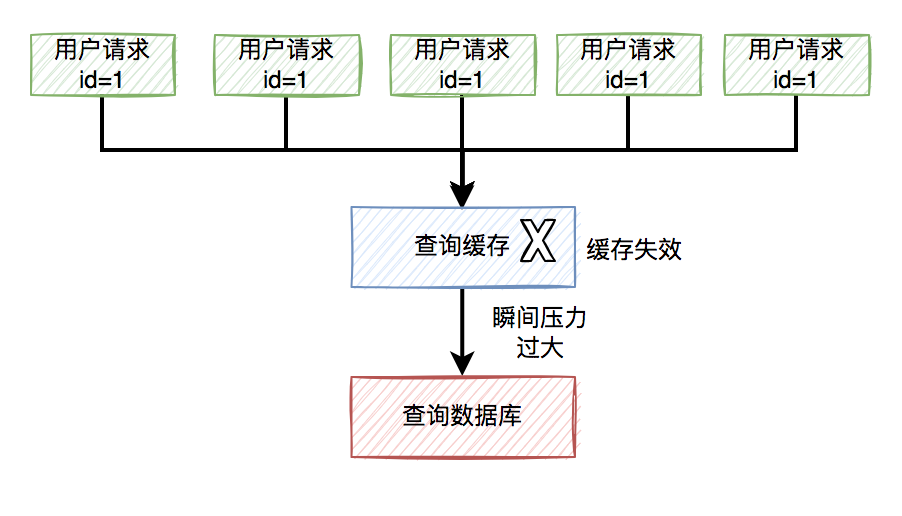 用户请求
id=1
用户请求
id=1
用户请求
id=1
用户请求
id=1
用户请求
id=1
查询缓存 X
缓存失效
瞬间压力
过大
查询数据库